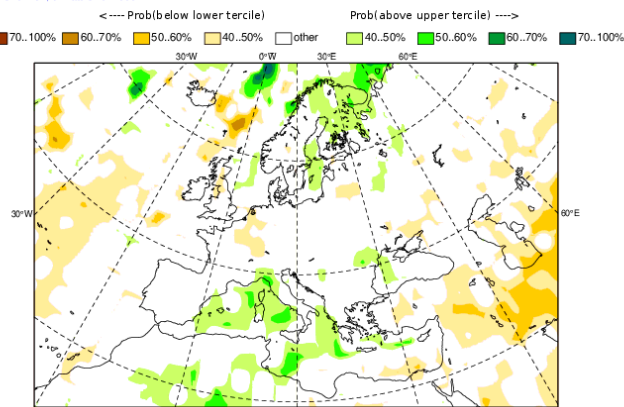 <---- Prob(below lower tercile) Prob(above upper tercile) ---->
70..100% 60..70% 50..60% 40..50% other 40..50% 50..60% 60..70% 70..100%
30°W 0°W 30°E 60°E
30°W 60°E